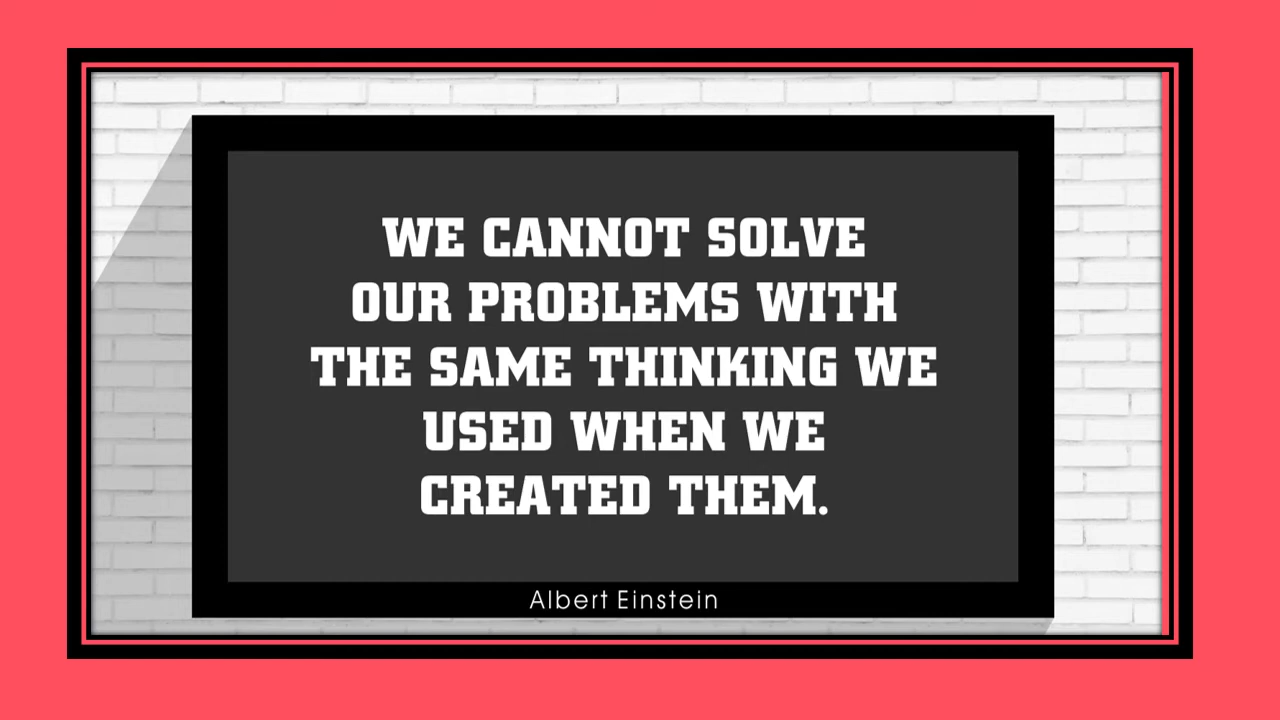 WE CANNOT SOLVE
OUR PROBLEMS WITH
THE SAME THINKING WE
USED WHEN WE
CREATED THEM.
Albert Einstein